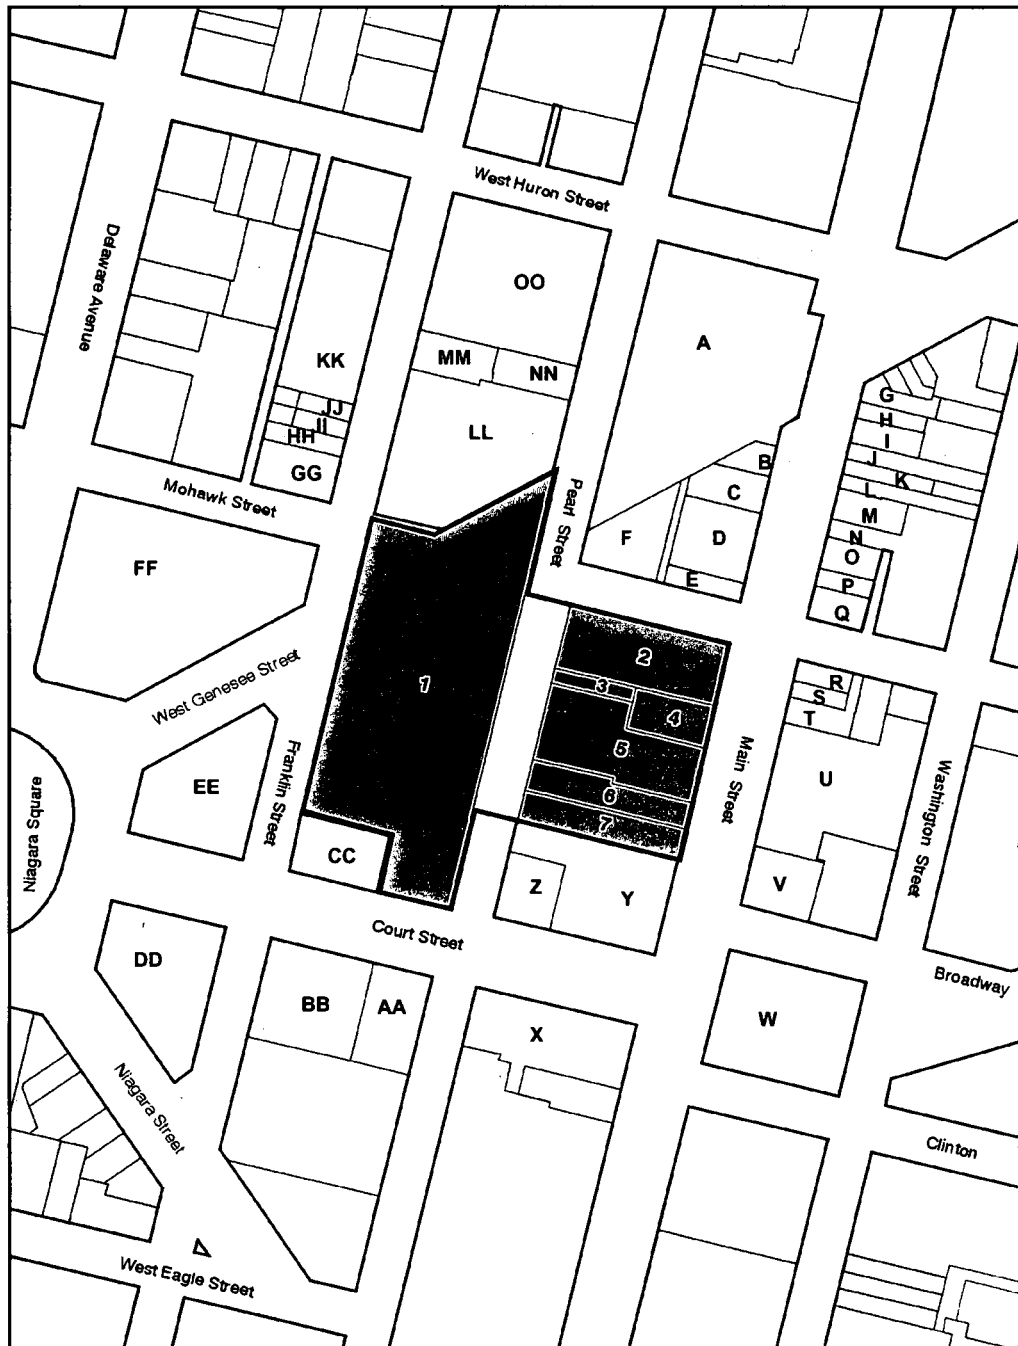 West Huron Street
Delaware Avenue
OO
A
KK
MM
NN
JJ
II
HH
LL
GG
G
H
I
J
K
L
M
N
O
P
Q
B
C
D
E
F
Mohawk Street
Pearl Street
FF
1
2
3
4
5
6
7
West Genesee Street
R
S
T
U
V
Main Street
Washington Street
Franklin Street
EE
Niagara Square
CC
Z
Y
Court Street
DD
BB
AA
X
W
Broadway
Niagara Street
Clinton
West Eagle Street